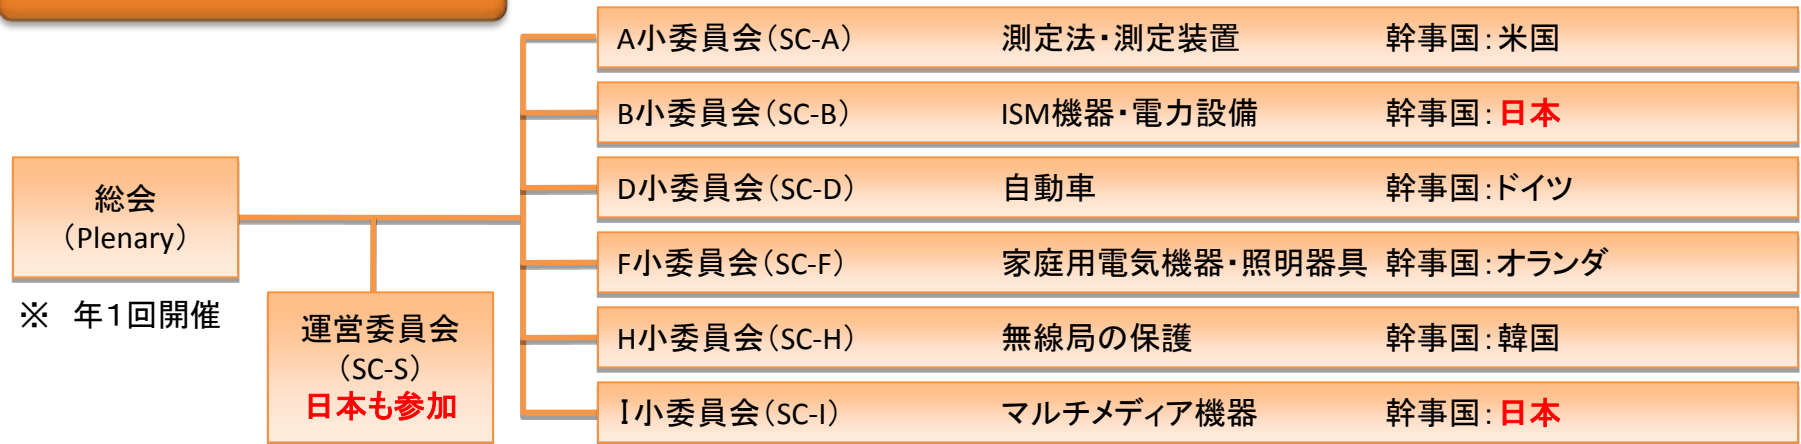 A小委員会(SC-A) 測定法・測定装置 幹事国:米国
B小委員会(SC-B) ISM機器・電力設備 幹事国:日本
D小委員会(SC-D) 自動車 幹事国:ドイツ
F小委員会(SC-F) 家庭用電気機器・照明器具 幹事国:オランダ
H小委員会(SC-H) 無線局の保護 幹事国:韓国
I小委員会(SC-I) マルチメディア機器 幹事国:日本
総会
(Plenary)
※ 年1回開催
運営委員会
(SC-S)
日本も参加